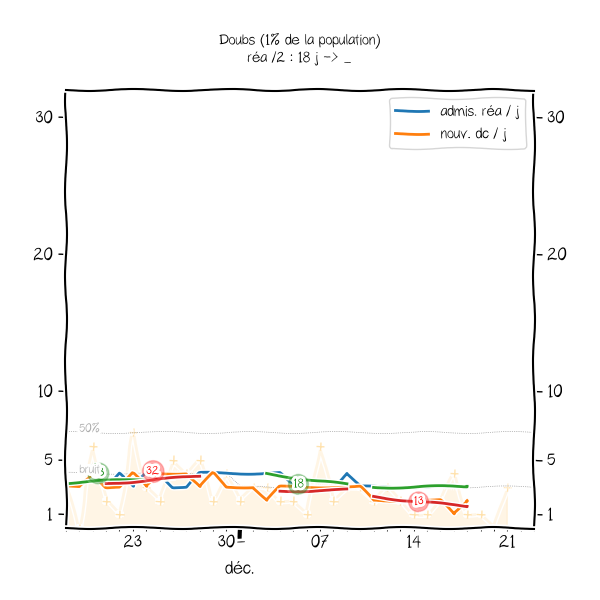 Doubs (1% de la population)
réa /2 : 18 j -> _
admis. réa / j
nouv. dc / j
30 30
20 20
10 10
50%
5 5
bruit
32
18
13
1 1
23 30 07 14 21
déc.